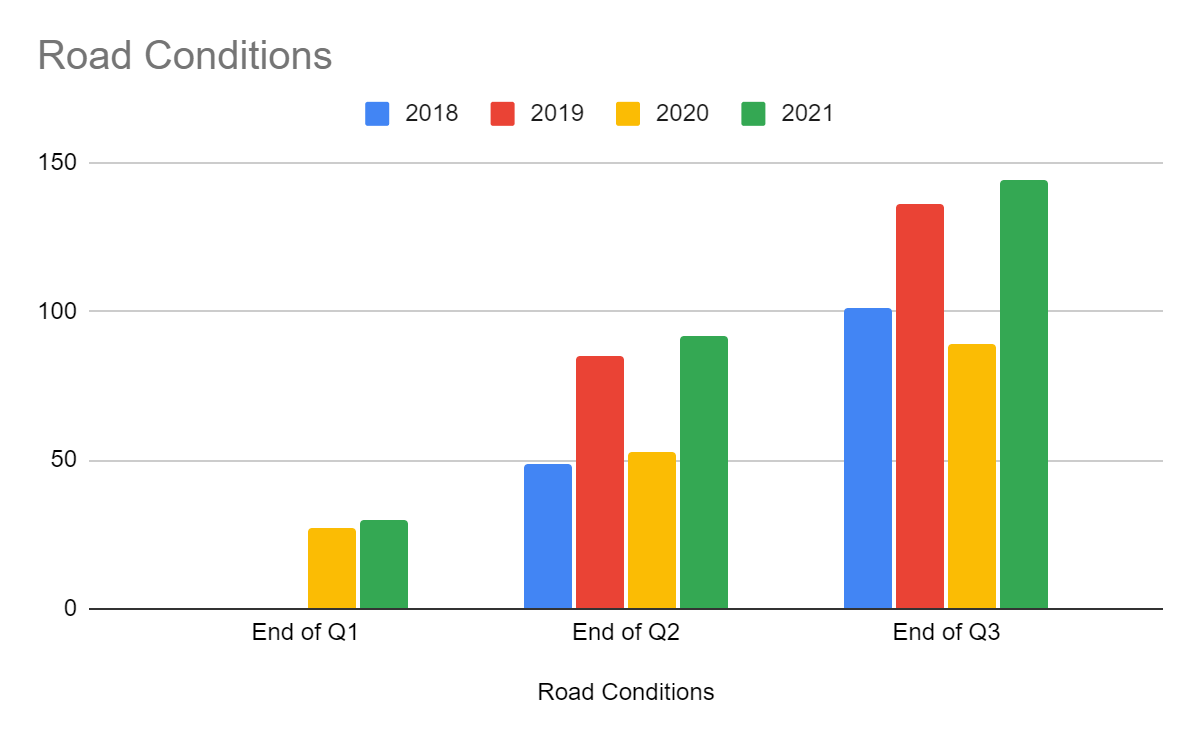 Road Conditions
2018 2019 2020 2021
150
100
50
0
End of Q1 End of Q2 End of Q3
Road Conditions